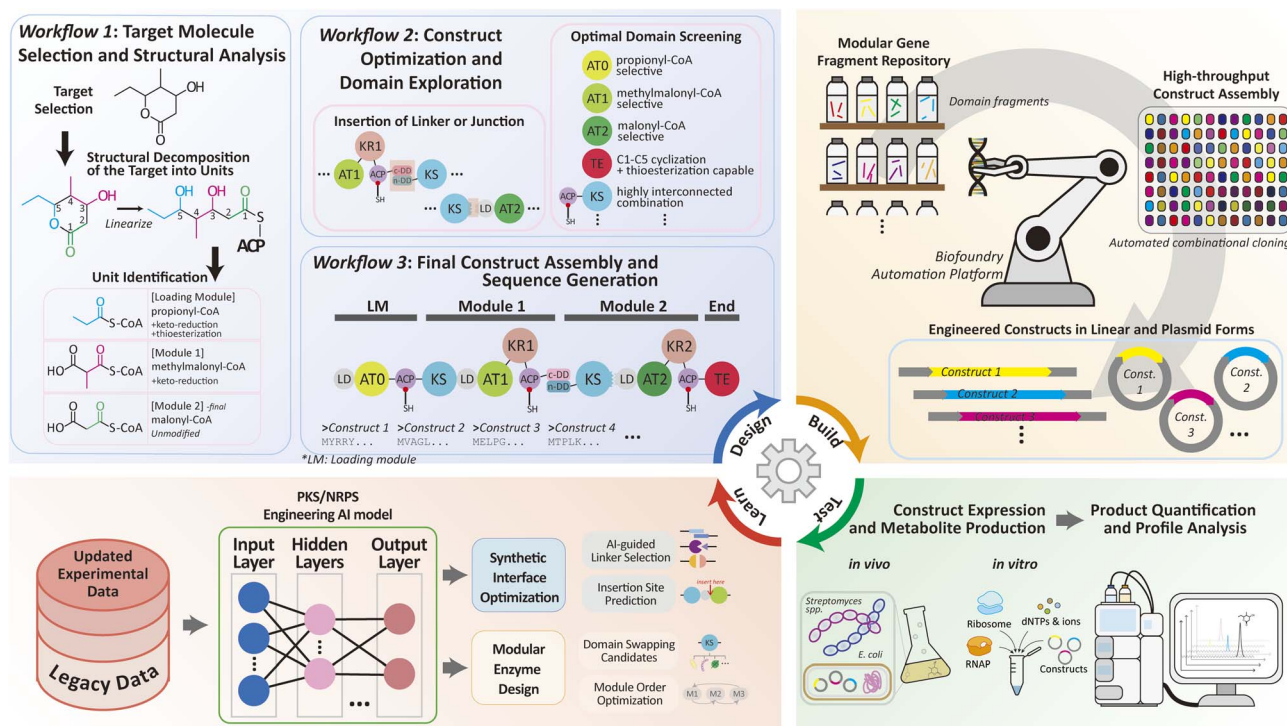 Workflow 1: Target Molecule
Selection and Structural Analysis
Target
Selection
OH
O
O
Structural Decomposition
of the Target into Units
OH
5
4
3
2
1
O
O
Linearize
OH
OH
O
5
4
3
2
1
S
ACP
Unit Identification
O
S-CoA
[Loading Module]
propionyl-CoA
+keto-reduction
+thioesterization
O
O
HO
S-CoA
[Module 1]
methylmalonyl-CoA
+keto-reduction
O
O
HO
S-CoA
[Module 2] -final
malonyl-CoA
Unmodified
Workflow 2: Construct
Optimization and
Domain Exploration
Insertion of Linker or Junction
KR1
... AT1
ACP
c-DD
n-DD
KS ...
SH
... KS
LD
AT2 ...
Optimal Domain Screening
AT0
propionyl-CoA
selective
AT1
methylmalonyl-CoA
selective
AT2
malonyl-CoA
selective
TE
C1-C5 cyclization
+ thioesterization capable
ACP
KS
SH
highly interconnected
combination
Workflow 3: Final Construct Assembly and
Sequence Generation
LM
Module 1
Module 2
End
KR1
KR2
LD
AT0
ACP
KS
LD
AT1
ACP
c-DD
n-DD
KS
LD
AT2
ACP
TE
SH
SH
SH
>Construct 1
MYRRY...
>Construct 2
MVAGL...
>Construct 3
MELPG...
>Construct 4
MTPLK...
...
*LM: Loading module
Modular Gene
Fragment Repository
Domain fragments
High-throughput
Construct Assembly
Automated combinational cloning
Biofoundry
Automation Platform
Engineered Constructs in Linear and Plasmid Forms
Construct 1
Construct 2
Construct 3
Const.
1
Const.
2
Const.
3
...
Design
Build
Test
Learn
PKS/NRPS
Engineering AI model
Updated
Experimental
Data
Legacy Data
Input
Layer
Hidden
Layers
Output
Layer
...
Synthetic
Interface
Optimization
AI-guided
Linker Selection
Insertion Site
Prediction
Insert here
Modular
Enzyme
Design
Domain Swapping
Candidates
KS
...
Module Order
Optimization
M1
M2
M3
Construct Expression
and Metabolite Production
Product Quantification
and Profile Analysis
in vivo
in vitro
Streptomyces
spp.
E. coli
Ribosome
dNTPs & ions
RNAP
Constructs